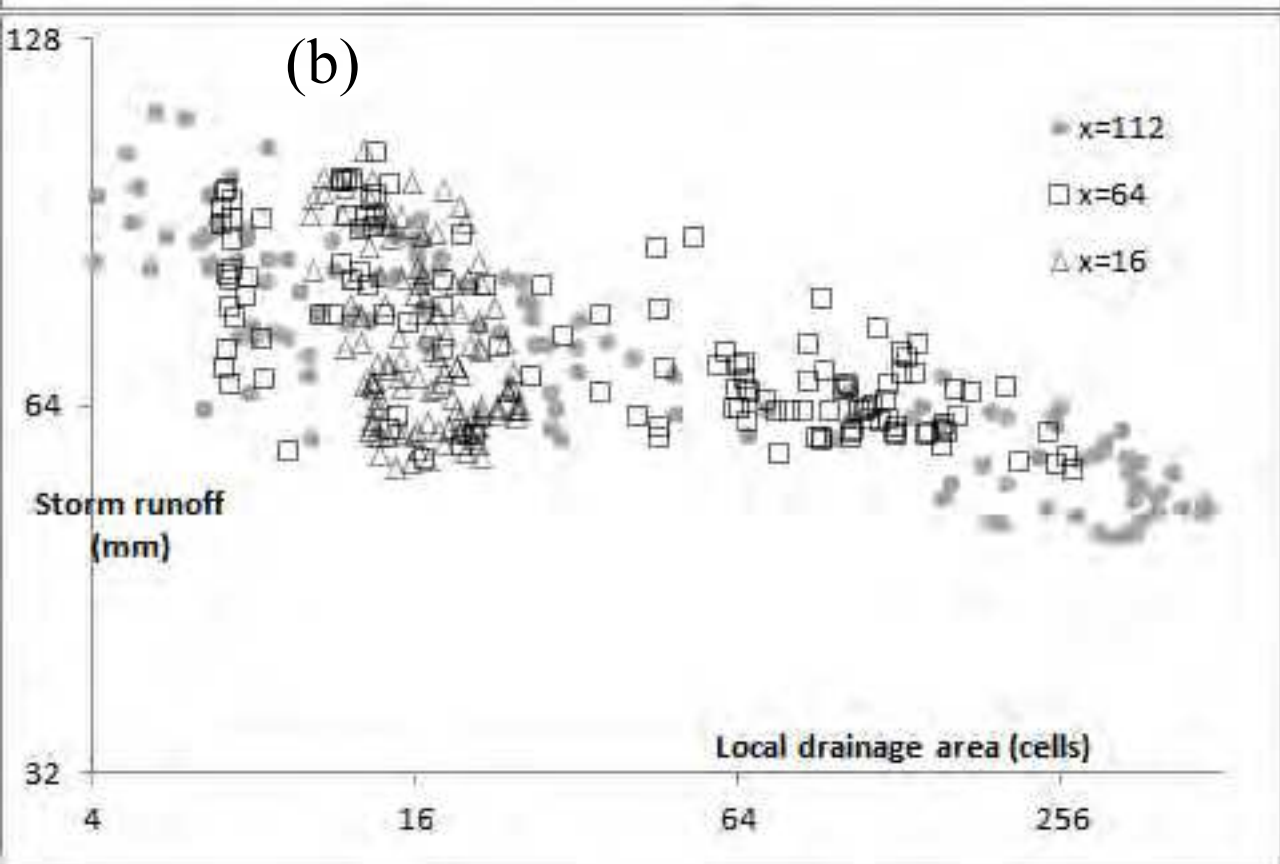 128
(b)
x=112
x=64
x=16
64
Storm runoff
(mm)
Local drainage area (cells)
32
4 16 64 256